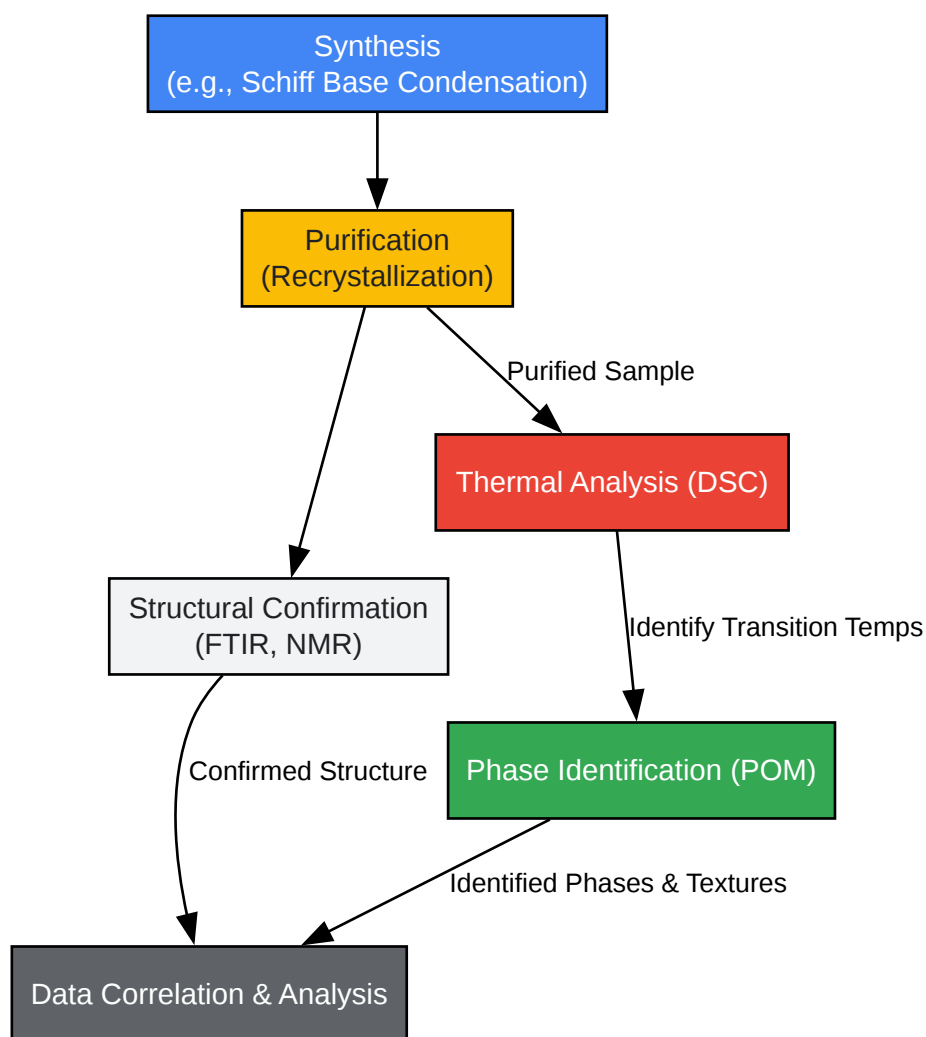 Synthesis
(e.g., Schiff Base Condensation)
Purification
(Recrystallization)
Purified Sample
Thermal Analysis (DSC)
Structural Confirmation
(FTIR, NMR)
Identify Transition Temps
Phase Identification (POM)
Confirmed Structure
Identified Phases & Textures
Data Correlation & Analysis